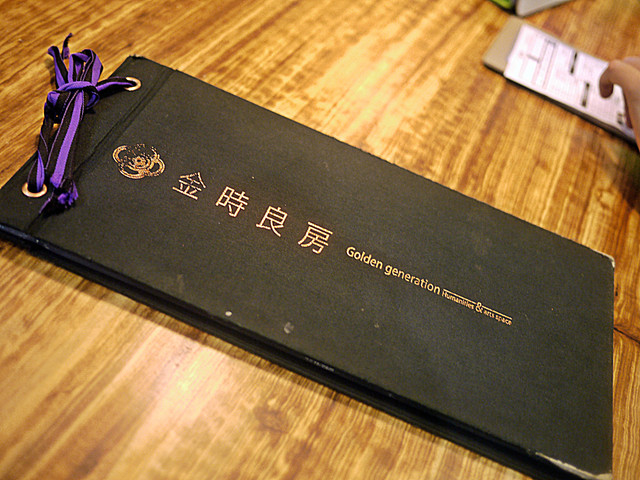 金時良房 Golden generation Humanities & arts space